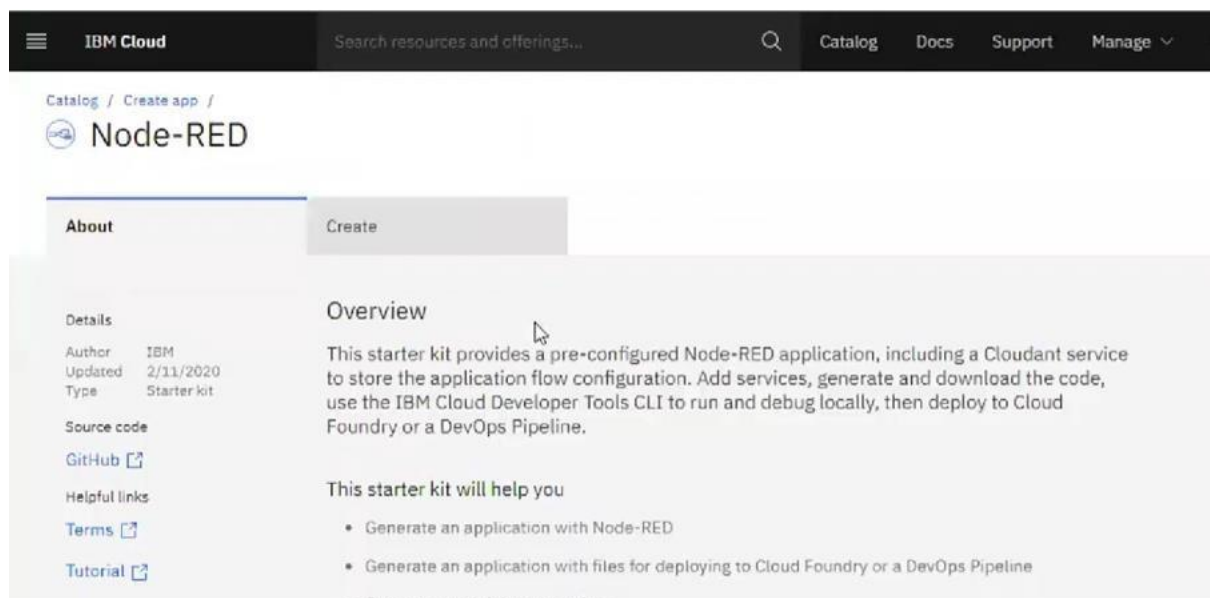 IBM Cloud
Search resources and offerings...
Catalog
Docs
Support
Manage
Catalog / Create app /
Node-RED
About
Create
Details
Author IBM
Updated 2/11/2020
Type Starter kit
Source code
GitHub
Helpful links
Terms
Tutorial
Overview
This starter kit provides a pre-configured Node-RED application, including a Cloudant service
to store the application flow configuration. Add services, generate and download the code,
use the IBM Cloud Developer Tools CLI to run and debug locally, then deploy to Cloud
Foundry or a DevOps Pipeline.
This starter kit will help you
• Generate an application with Node-RED
• Generate an application with files for deploying to Cloud Foundry or a DevOps Pipeline